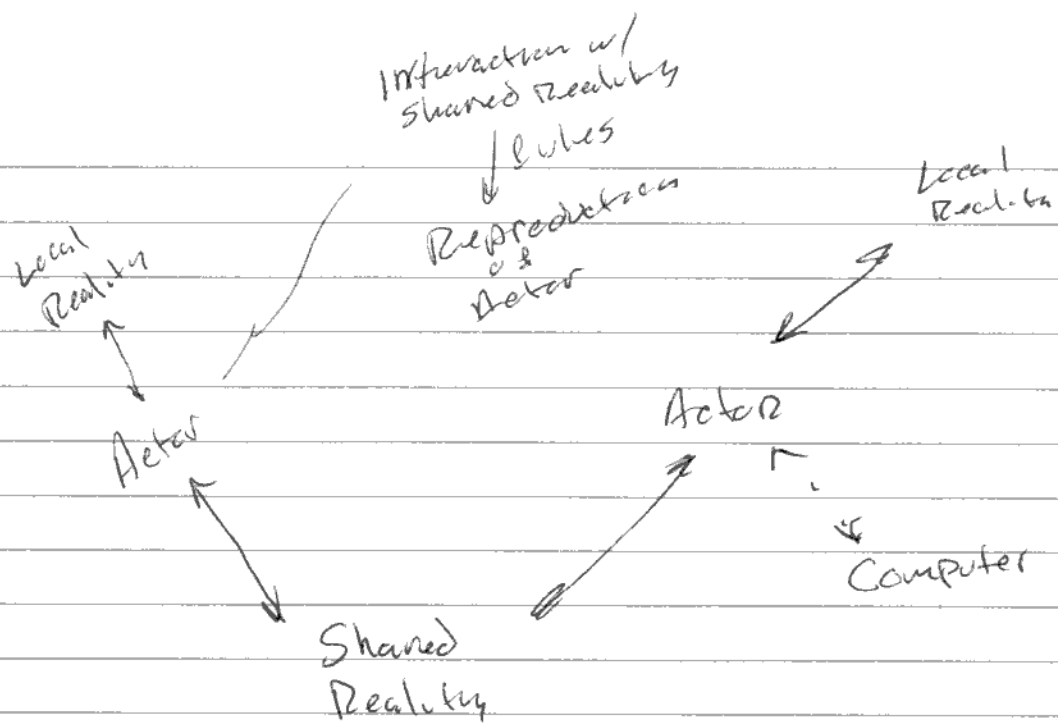 Interaction w/
Shared Reality
Rules
Reproduction
of
Actor
Local
Reality
Local
Reality
Actor
Actor
Computer
Shared
Reality